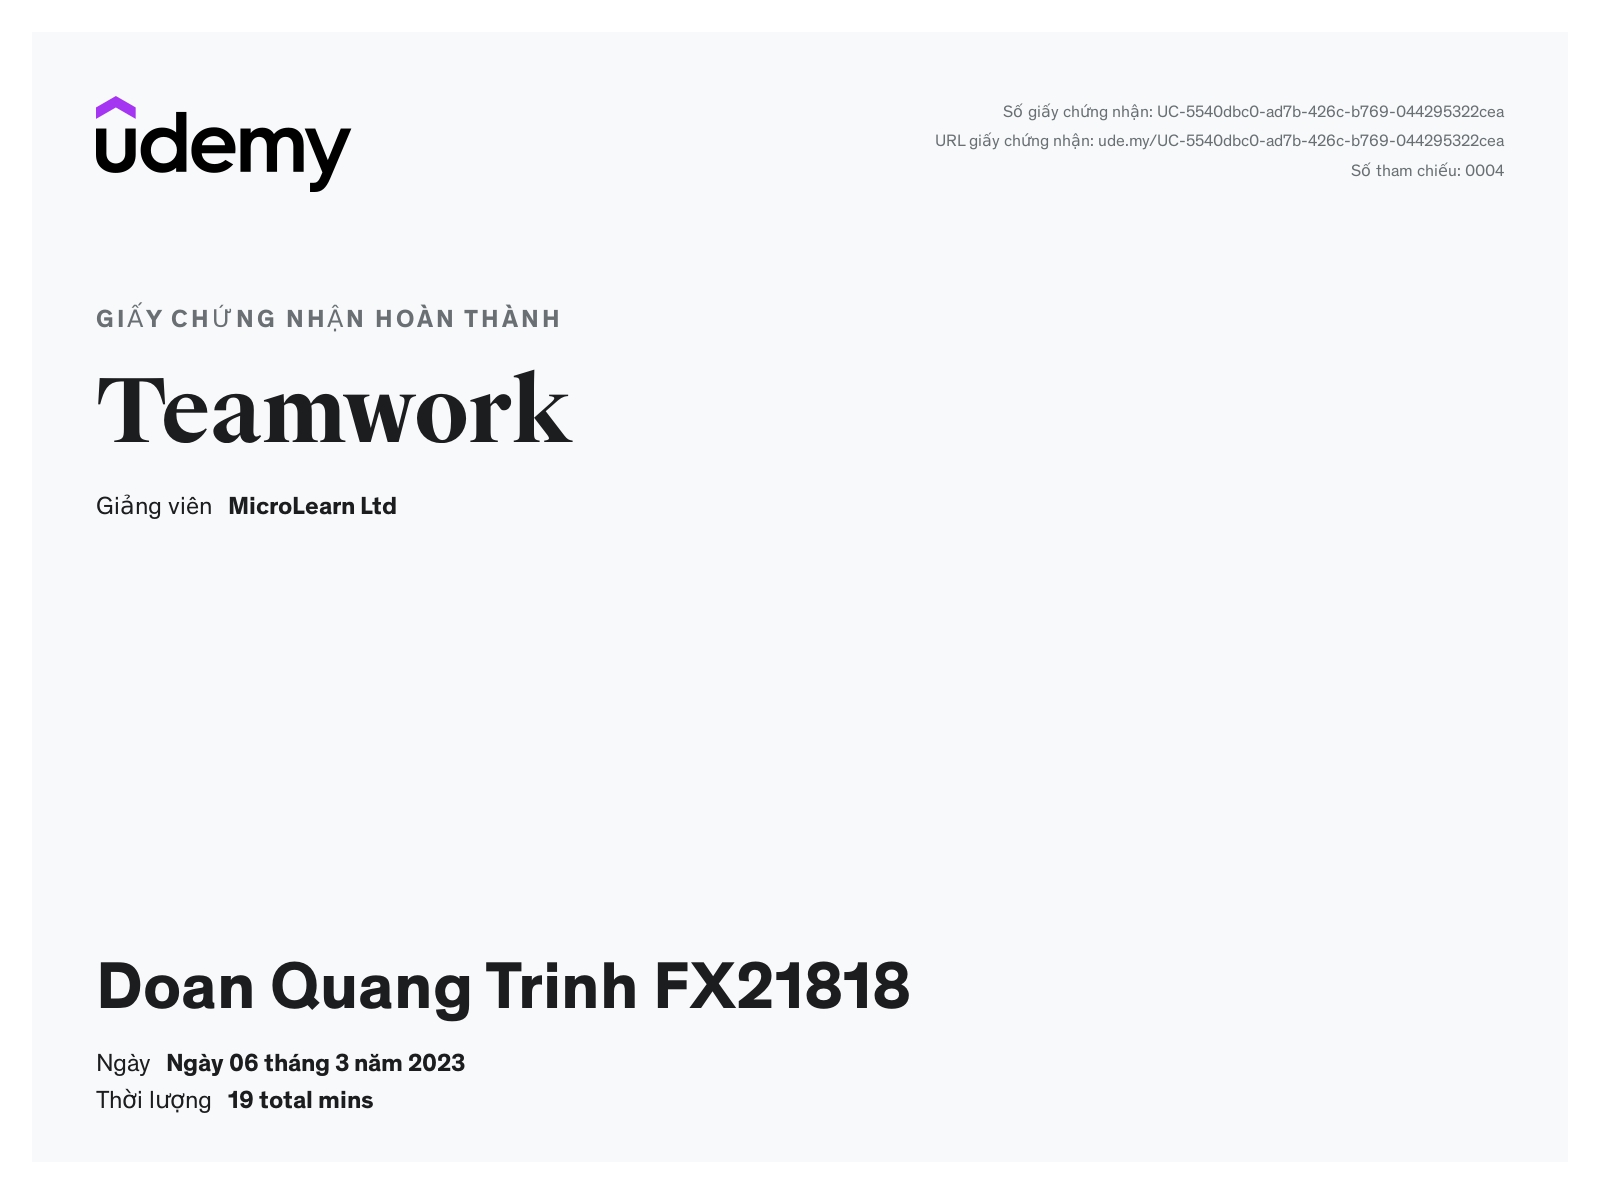 udemy
Số giấy chứng nhận: UC-5540dbc0-ad7b-426c-b769-044295322cea
URL giấy chứng nhận: ude.my/UC-5540dbc0-ad7b-426c-b769-044295322cea
Số tham chiếu: 0004
GIẤY CHỨNG NHẬN HOÀN THÀNH
Teamwork
Giảng viên MicroLearn Ltd
Doan Quang Trinh FX21818
Ngày Ngày 06 tháng 3 năm 2023
Thời lượng 19 total mins